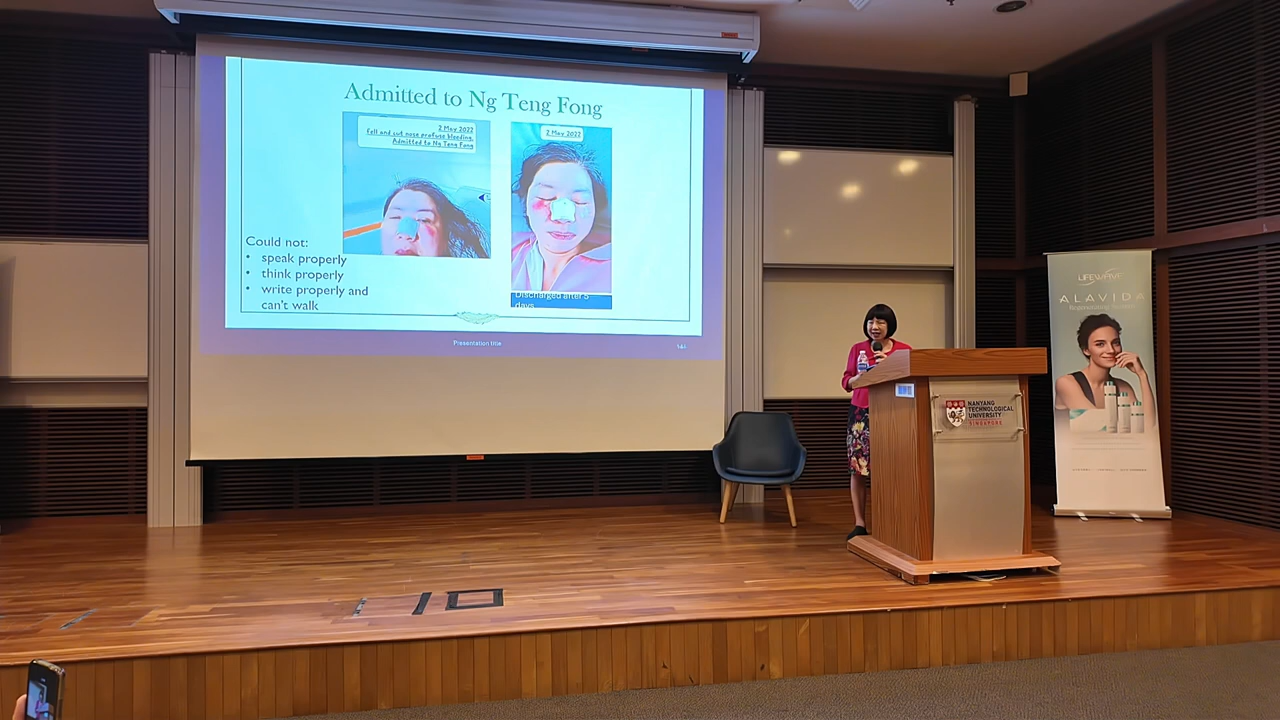 Admitted to Ng Teng Fong
2 May 2022
fell and cut nose profuse bleeding.
Admitted to Ng Teng Fong
2 May 2022
Could not:
• speak properly
• think properly
• write properly and
can't walk
Discharged after 5
days
Presentation title
LIFEWAVE
ALAVIDA
NANYANG
TECHNOLOGICAL
UNIVERSITY
SINGAPORE